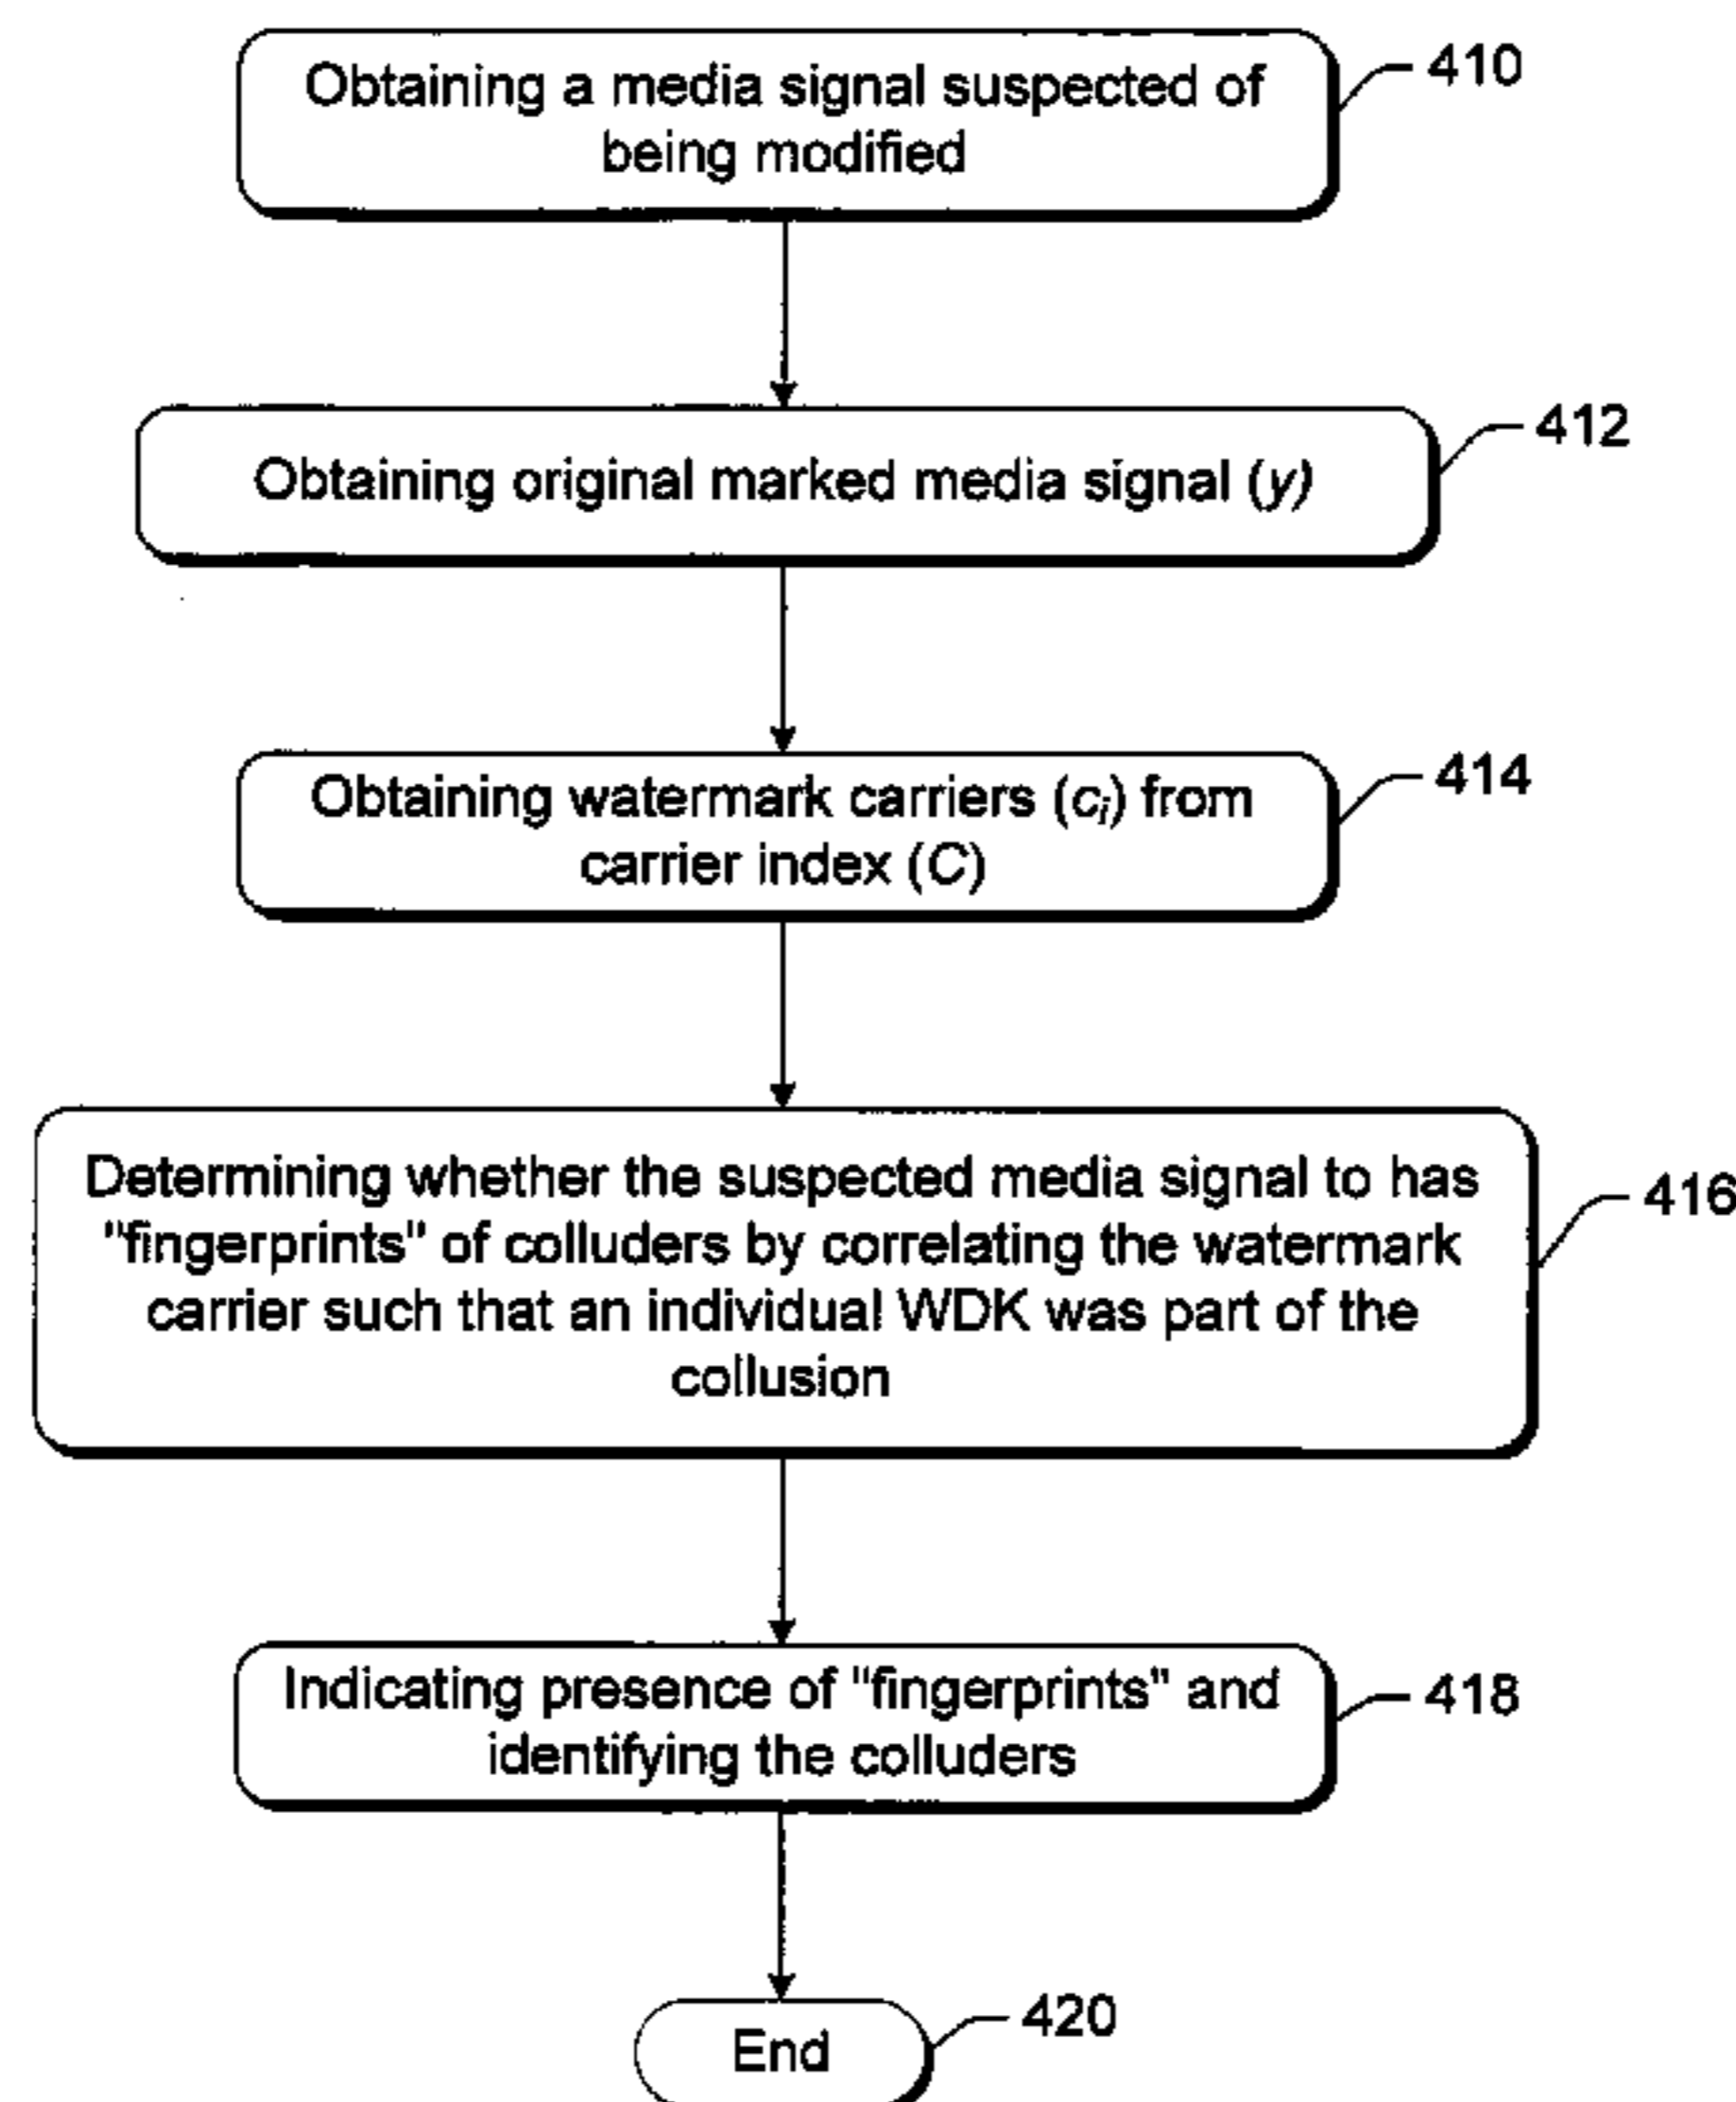 Obtaining a media signal suspected of
being modified
410
Obtaining original marked media signal (y)
412
Obtaining watermark carriers (ci) from
carrier index (C)
414
Determining whether the suspected media signal to has
"fingerprints" of colluders by correlating the watermark
carrier such that an individual WDK was part of the
collusion
416
Indicating presence of "fingerprints" and
identifying the colluders
418
End
420